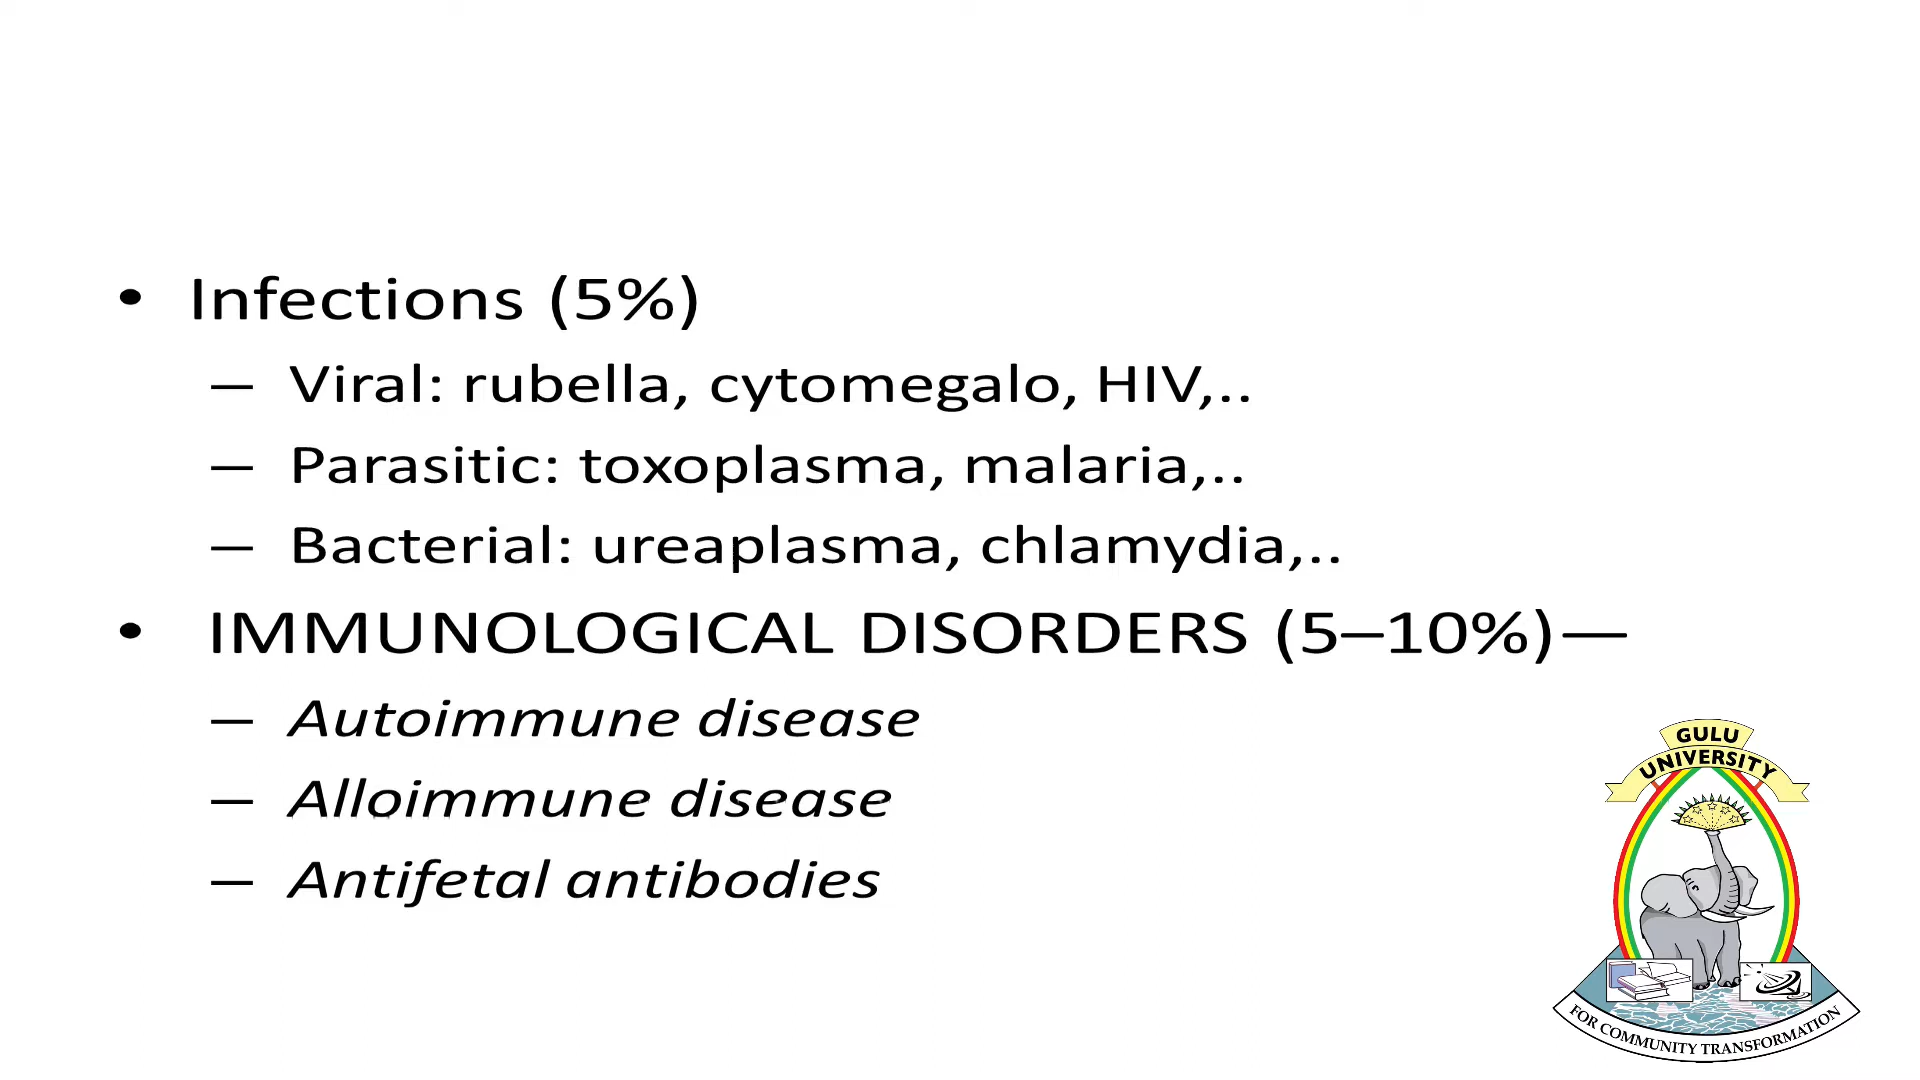 • Infections (5%)
– Viral: rubella, cytomegalo, HIV,..
– Parasitic: toxoplasma, malaria,..
– Bacterial: ureaplasma, chlamydia,..
• IMMUNOLOGICAL DISORDERS (5–10%)—
– Autoimmune disease
– Alloimmune disease
– Antifetal antibodies
GULU
UNIVERSITY
FOR COMMUNITY TRANSFORMATION